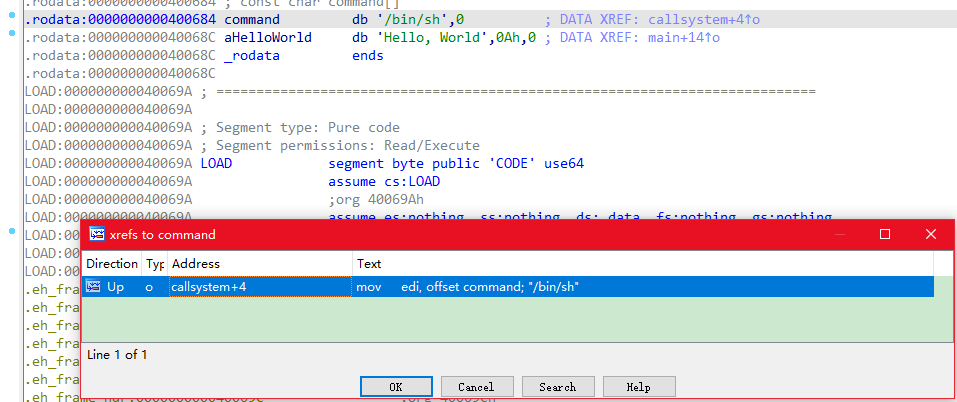 .rodata:0000000000400684 ; const char command[]
.rodata:0000000000400684 command db '/bin/sh',0 ; DATA XREF: callsystem+4↑o
.rodata:000000000040068C aHelloWorld db 'Hello, World',0Ah,0 ; DATA XREF: main+14↑o
.rodata:000000000040068C _rodata ends
.rodata:000000000040068C
LOAD:000000000040069A ; ===========================================================================
LOAD:000000000040069A
LOAD:000000000040069A ; Segment type: Pure code
LOAD:000000000040069A ; Segment permissions: Read/Execute
LOAD:000000000040069A LOAD segment byte public 'CODE' use64
LOAD:000000000040069A assume cs:LOAD
LOAD:000000000040069A ;org 40069Ah
LOAD:000000000040069A assume es:nothing, ss:nothing, ds:_data, fs:nothing, gs:nothing
LOAD:00
LOAD:00
LOAD:00
xrefs to command
Direction Typ Address Text
Up o callsystem+4 mov edi, offset command; "/bin/sh"
Line 1 of 1
OK Cancel Search Help
.eh_fra
.eh_fra
.eh_fra
.eh_fra
.eh_fra
.eh_fra